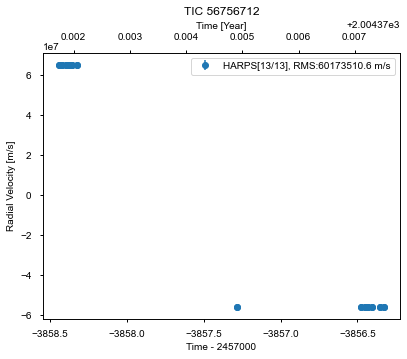 TIC 56756712
Time [Year]
+2.00437e3
0.002 0.003 0.004 0.005 0.006 0.007
1e7
HARPS[13/13], RMS:60173510.6 m/s
6
4
2
0
−2
−4
−6
Radial Velocity [m/s]
−3858.5 −3858.0 −3857.5 −3857.0 −3856.5
Time - 2457000